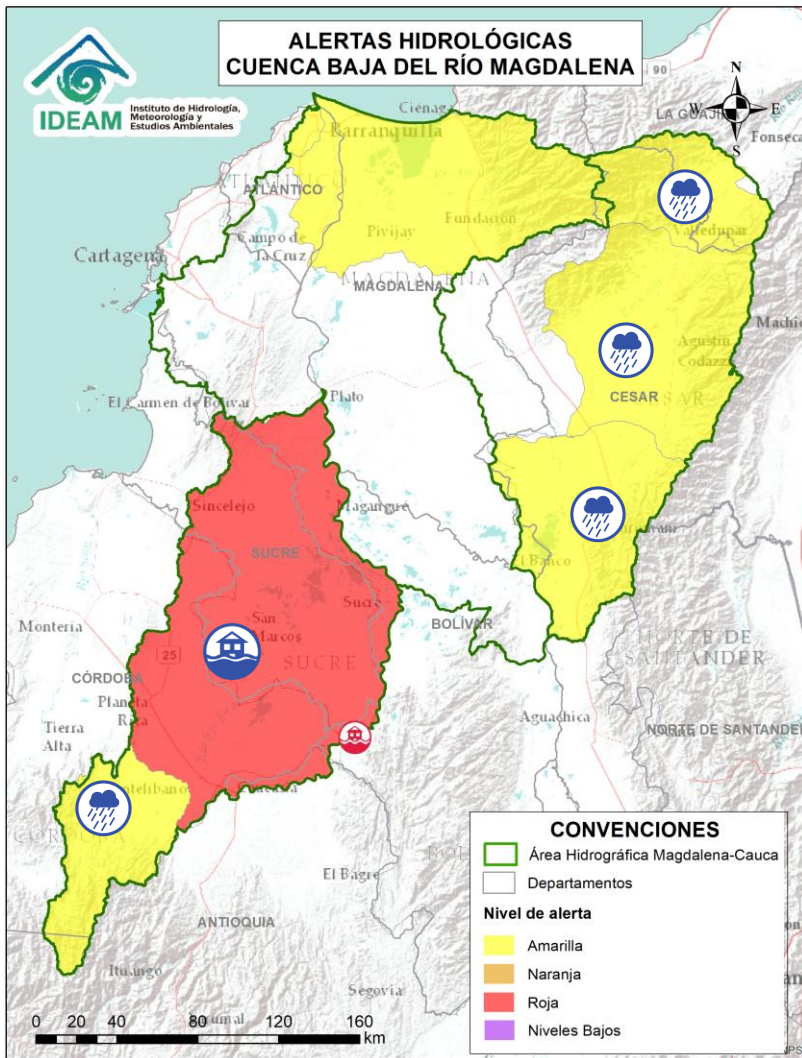 ALERTAS HIDROLÓGICAS
CUENCA BAJA DEL RÍO MAGDALENA
IDEAM
Instituto de Hidrología,
Meteorología y
Estudios Ambientales
90
N
W
E
S
Ciénaga
LA GUAJIRA
Fonseca
Barranquilla
ATLÁNTICO
Valledupar
Fundación
Pivijay
Campo de
la Cruz
Cartagena
MAGDALENA
MAGDALENA
Agustín
Codazzi
CESAR
El Carmen de Bolívar
Plato
Sincelejo
Magangué
SUCRE
El Banco
Sucre
San
Marcos
BOLÍVAR
Montería
SUCRE
25
CÓRDOBA
Planeta
Rica
Tierra
Alta
SANTANDER
Aguachica
NORTE DE SANTANDER
El Bagre
ANTIOQUIA
Ituango
Segovia
0 20 40 80 120 160
km
CONVENCIONES
Área Hidrográfica Magdalena-Cauca
Departamentos
Nivel de alerta
Amarilla
Naranja
Roja
Niveles Bajos